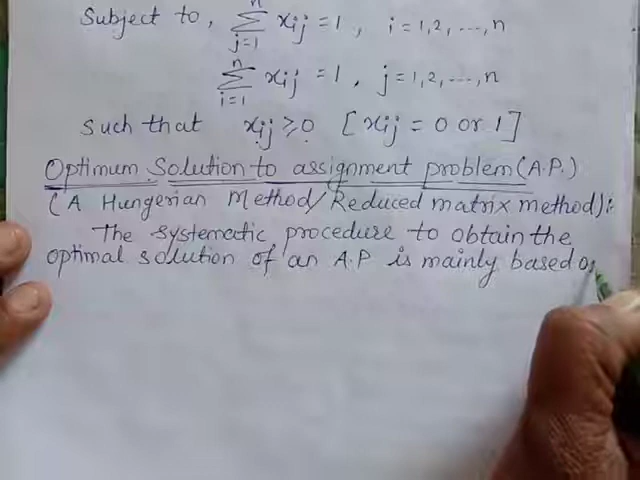 Subject to, n∑j=1 xij = 1, i = 1,2, ..., n
n∑i=1 xij = 1, j = 1,2, ..., n
Such that xij ≥ 0 [xij = 0 or 1]
Optimum Solution to assignment problem (A.P.)
(A Hungerian Method/Reduced matrix method):
The systematic procedure to obtain the
optimal solution of an A.P is mainly based